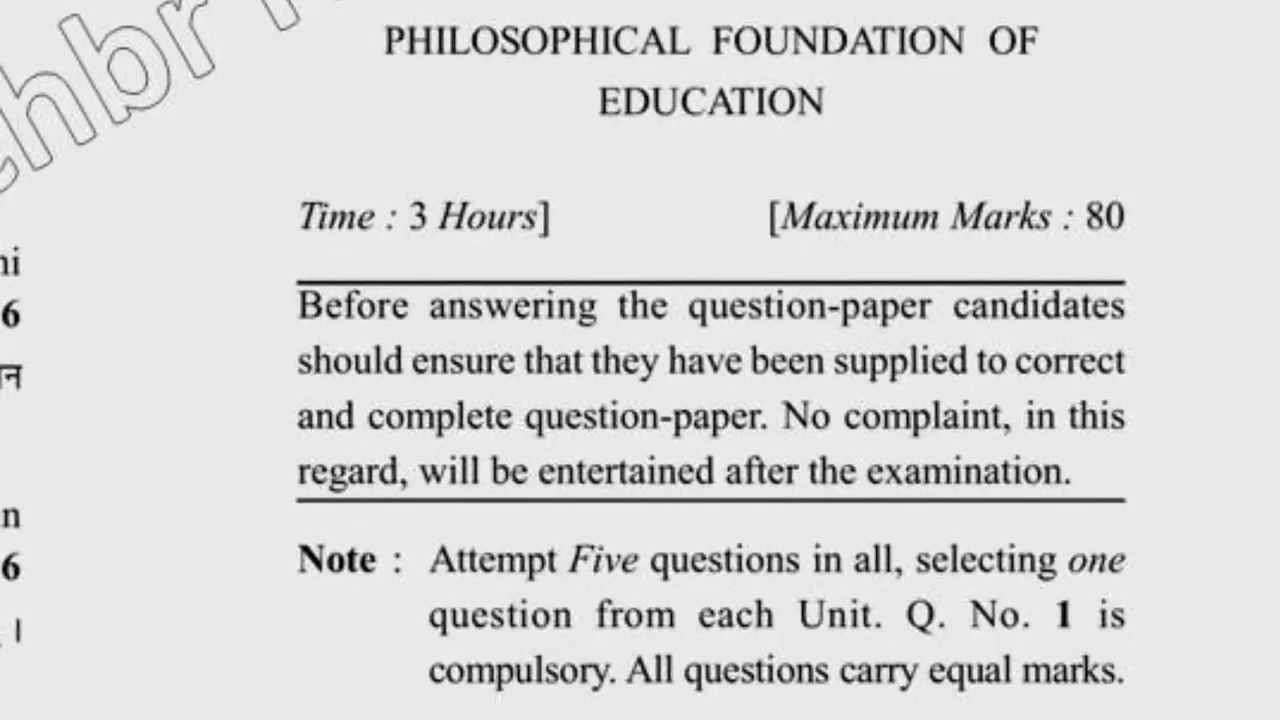 PHILOSOPHICAL FOUNDATION OF
EDUCATION
Time : 3 Hours]
[Maximum Marks : 80
Before answering the question-paper candidates
should ensure that they have been supplied to correct
and complete question-paper. No complaint, in this
regard, will be entertained after the examination.
Note : Attempt Five questions in all, selecting one
question from each Unit. Q. No. 1 is
compulsory. All questions carry equal marks.
6
6